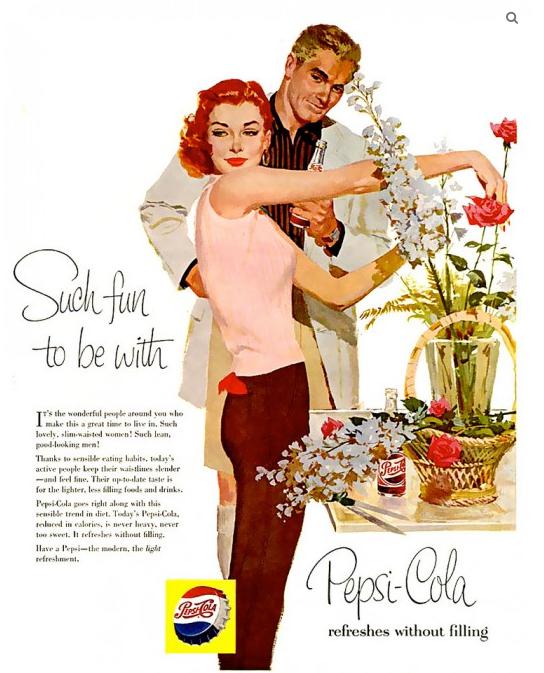 Such fun
to be with
IT's the wonderful people around you who
make this a great time to live in. Such
lovely, slim-waisted women! Such lean,
good-looking men!
Thanks to sensible eating habits, today's
active people keep their waistlines slender
—and feel fine. Their up-to-date taste is
for the lighter, less filling foods and drinks.
Pepsi-Cola goes right along with this
sensible trend in diet. Today's Pepsi-Cola,
reduced in calories, is never heavy, never
too sweet. It refreshes without filling.
Have a Pepsi—the modern, the light
refreshment.
Pepsi
PEPSI-COLA
Pepsi-Cola
refreshes without filling